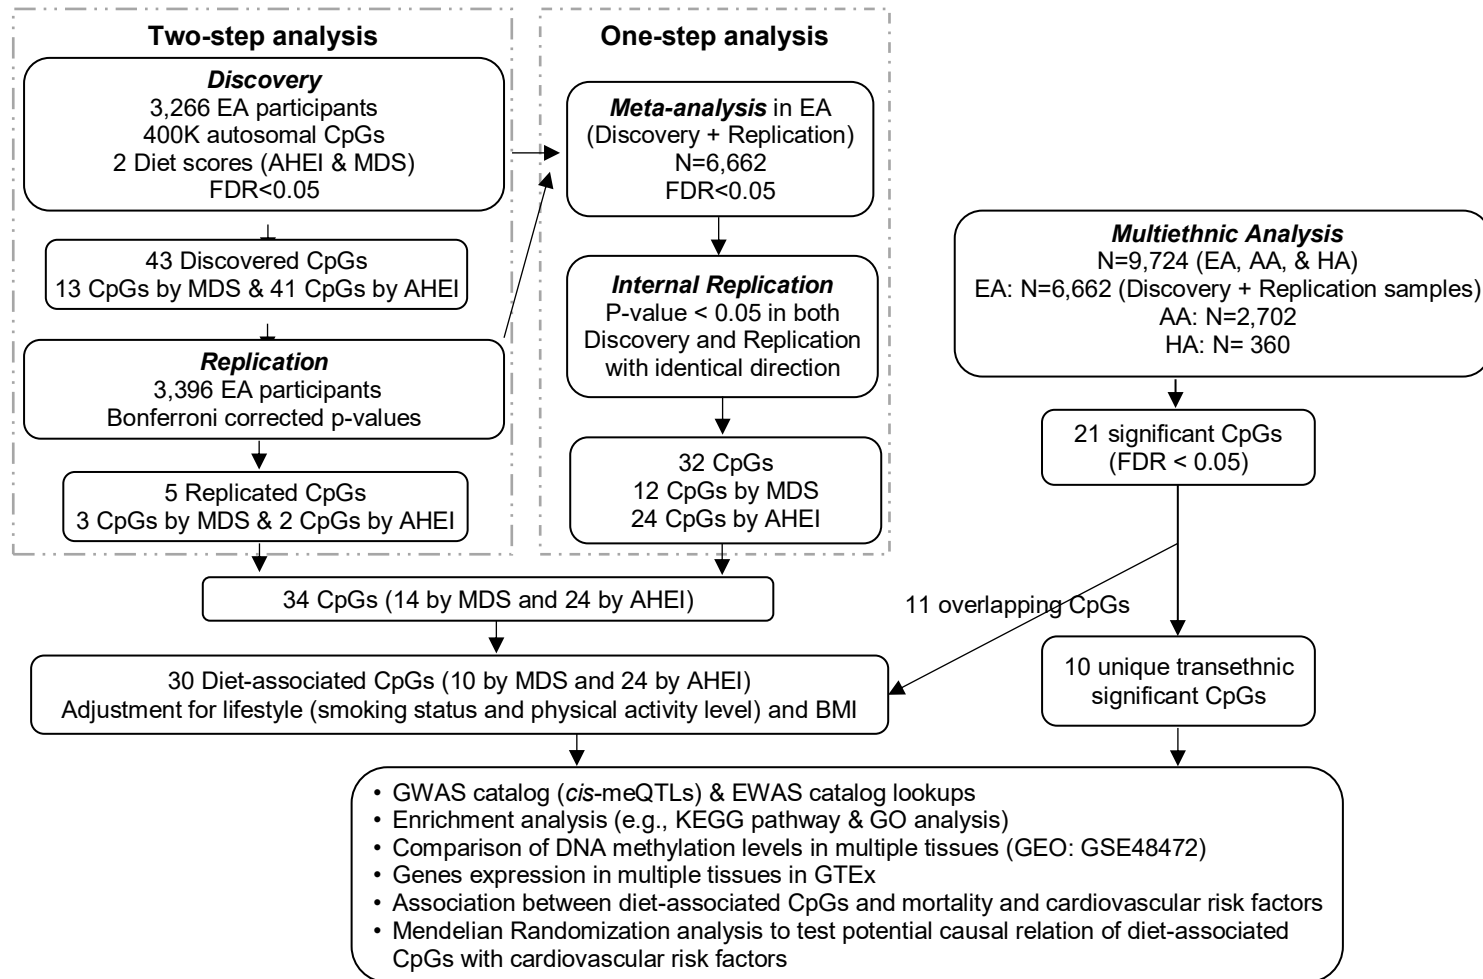 Two-step analysis
Discovery
3,266 EA participants
400K autosomal CpGs
2 Diet scores (AHEI & MDS)
FDR<0.05
43 Discovered CpGs
13 CpGs by MDS & 41 CpGs by AHEI
Replication
3,396 EA participants
Bonferroni corrected p-values
5 Replicated CpGs
3 CpGs by MDS & 2 CpGs by AHEI
One-step analysis
Meta-analysis in EA
(Discovery + Replication)
N=6,662
FDR<0.05
Internal Replication
P-value < 0.05 in both
Discovery and Replication
with identical direction
32 CpGs
12 CpGs by MDS
24 CpGs by AHEI
Multiethnic Analysis
N=9,724 (EA, AA, & HA)
EA: N=6,662 (Discovery + Replication samples)
AA: N=2,702
HA: N= 360
21 significant CpGs
(FDR < 0.05)
34 CpGs (14 by MDS and 24 by AHEI)
11 overlapping CpGs
30 Diet-associated CpGs (10 by MDS and 24 by AHEI)
Adjustment for lifestyle (smoking status and physical activity level) and BMI
10 unique transethnic
significant CpGs
• GWAS catalog (cis-meQTLs) & EWAS catalog lookups
• Enrichment analysis (e.g., KEGG pathway & GO analysis)
• Comparison of DNA methylation levels in multiple tissues (GEO: GSE48472)
• Genes expression in multiple tissues in GTEx
• Association between diet-associated CpGs and mortality and cardiovascular risk factors
• Mendelian Randomization analysis to test potential causal relation of diet-associated
CpGs with cardiovascular risk factors